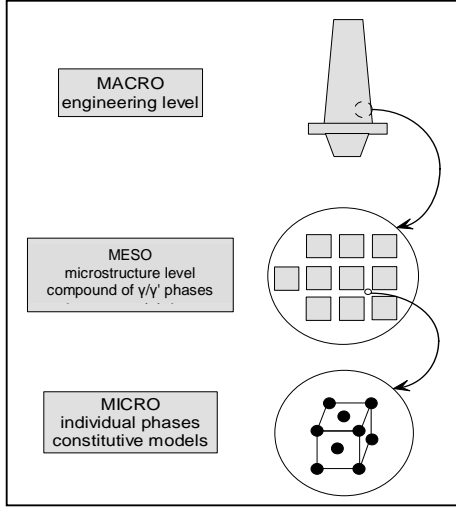 MACRO
engineering level
MESO
microstructure level
compound of γ/γ' phases
MICRO
individual phases
constitutive models